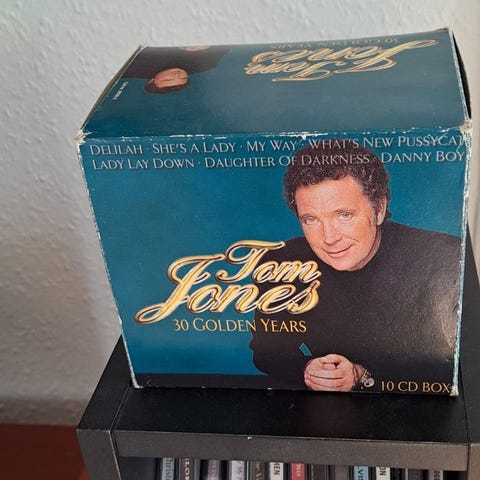 30 GOLDEN YEARS
Tom
Jones
DELILAH · SHE'S A LADY · MY WAY · WHAT'S NEW PUSSYCAT
LADY LAY DOWN · DAUGHTER OF DARKNESS · DANNY BOY
Tom
Jones
30 GOLDEN YEARS
10 CD BOX